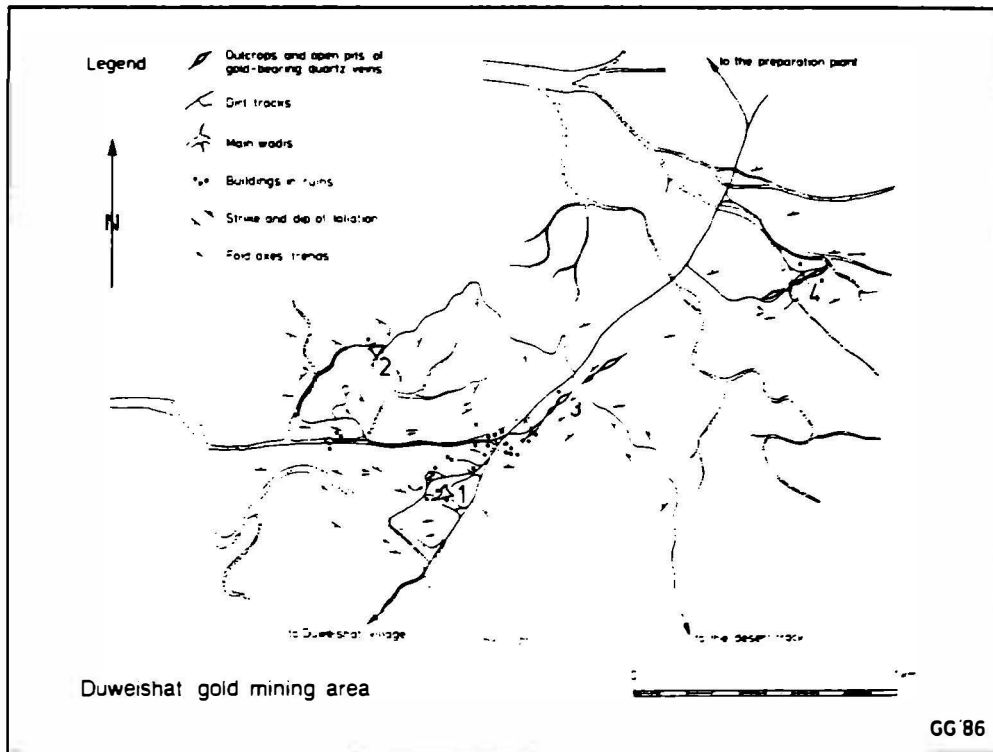 Legend
Outcrops and open pits of
gold-bearing quartz veins
Dirt tracks
Main wadis
Buildings in ruins
Strike and dip of foliation
Fold axes trends
N
to the preparation plant
4
2
3
1
to Duweishat village
to the desert track
Duweishat gold mining area
GG '86